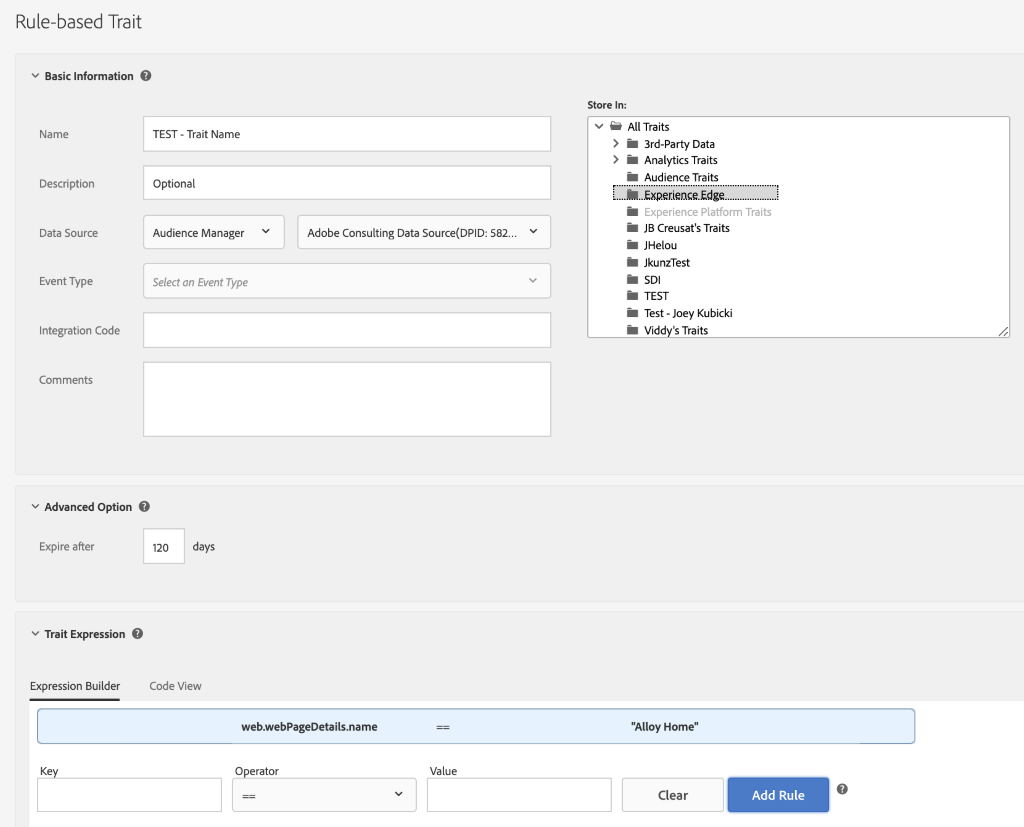 Rule-based Trait
Basic Information ?
Name
TEST - Trait Name
Description
Optional
Data Source
Audience Manager
Adobe Consulting Data Source(DPID: 582...
Event Type
Select an Event Type
Integration Code
Comments
Store In:
All Traits
3rd-Party Data
Analytics Traits
Audience Traits
Experience Edge
Experience Platform Traits
JB Creusat's Traits
JHelou
JkunzTest
SDI
TEST
Test - Joey Kubicki
Viddy's Traits
Advanced Option ?
Expire after 120 days
Trait Expression ?
Expression Builder Code View
web.webPageDetails.name == "Alloy Home"
Key Operator Value
== Clear Add Rule ?